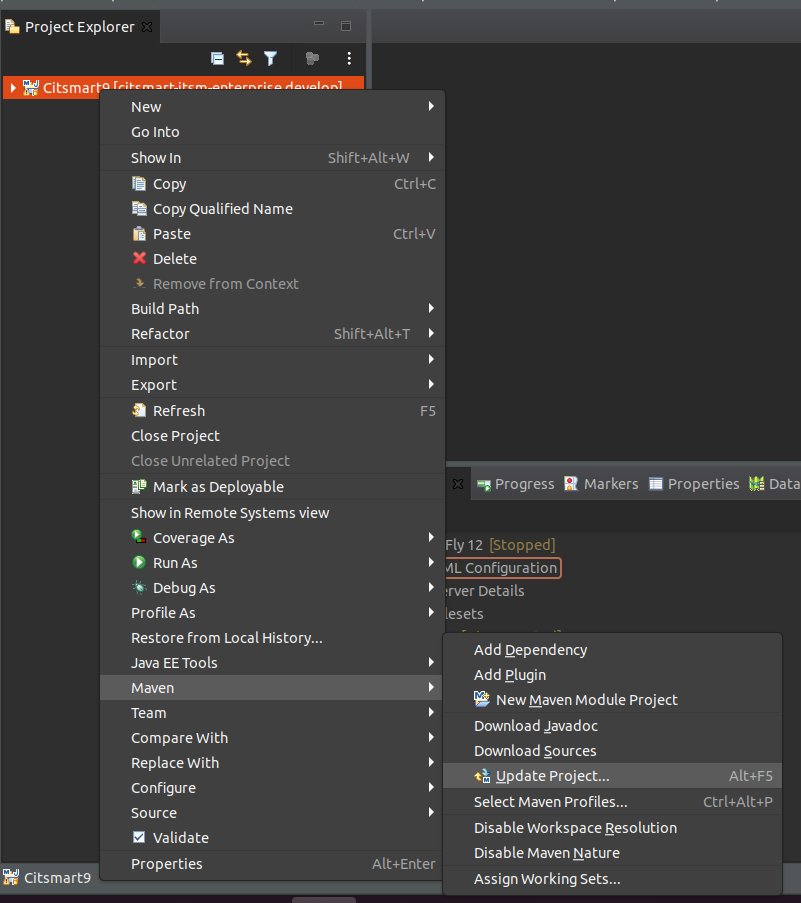 Project Explorer
Citsmart9 [citsmart-itsm-enterprise develop]
New
Go Into
Show In Shift+Alt+W
Copy Ctrl+C
Copy Qualified Name
Paste Ctrl+V
Delete
Remove from Context
Build Path
Refactor Shift+Alt+T
Import
Export
Refresh F5
Close Project
Close Unrelated Project
Mark as Deployable
Show in Remote Systems view
Coverage As
Run As
Debug As
Profile As
Restore from Local History...
Java EE Tools
Maven
Team
Compare With
Replace With
Configure
Source
Validate
Properties Alt+Enter
Progress Markers Properties Data
Fly 12 [Stopped]
ML Configuration
erver Details
lesets
Add Dependency
Add Plugin
New Maven Module Project
Download Javadoc
Download Sources
Update Project... Alt+F5
Select Maven Profiles... Ctrl+Alt+P
Disable Workspace Resolution
Disable Maven Nature
Assign Working Sets...
Citsmart9